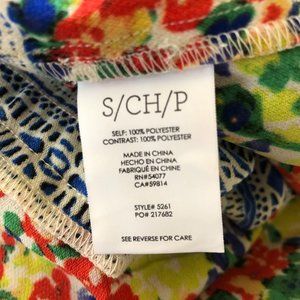 S/CH/P
SELF: 100% POLYESTER
CONTRAST: 100% POLYESTER
MADE IN CHINA
HECHO EN CHINA
FABRIQUÉ EN CHINE
RN#54077
CA#59814
STYLE# 5261
PO# 217682
SEE REVERSE FOR CARE